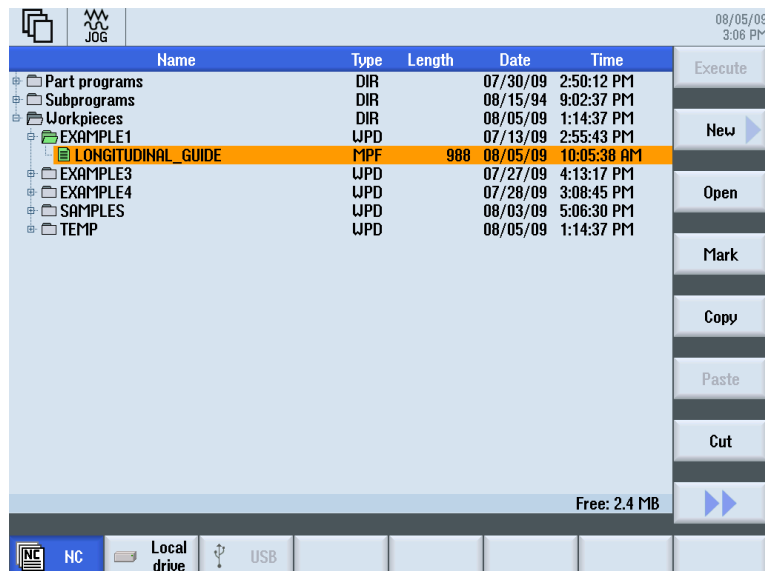 JOG
08/05/09
3:06 PM
Name Type Length Date Time
Part programs DIR 07/30/09 2:50:12 PM
Subprograms DIR 08/15/94 9:02:37 PM
Workpieces DIR 08/05/09 1:14:37 PM
EXAMPLE1 WPD 07/13/09 2:55:43 PM
LONGITUDINAL_GUIDE MPF 988 08/05/09 10:05:38 AM
EXAMPLE3 WPD 07/27/09 4:13:17 PM
EXAMPLE4 WPD 07/28/09 3:08:45 PM
SAMPLES WPD 08/03/09 5:06:30 PM
TEMP WPD 08/05/09 1:14:37 PM
Free: 2.4 MB
Execute
New
Open
Mark
Copy
Paste
Cut
NC NC
Local
drive
USB